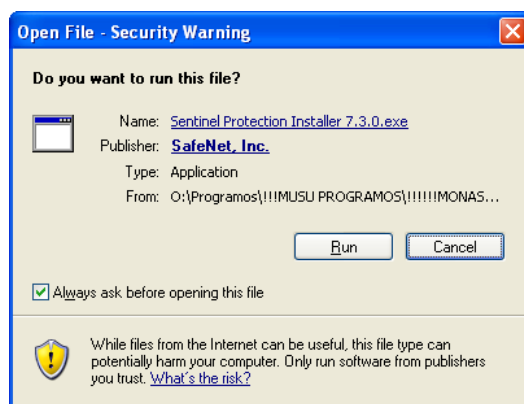 Open File - Security Warning
Do you want to run this file?
Name: Sentinel Protection Installer 7.3.0.exe
Publisher: SafeNet, Inc.
Type: Application
From: O:\Programos\!!!MUSU PROGRAMOS\!!!!!!MONAS...
Run Cancel
Always ask before opening this file
While files from the Internet can be useful, this file type can
potentially harm your computer. Only run software from publishers
you trust. What's the risk?